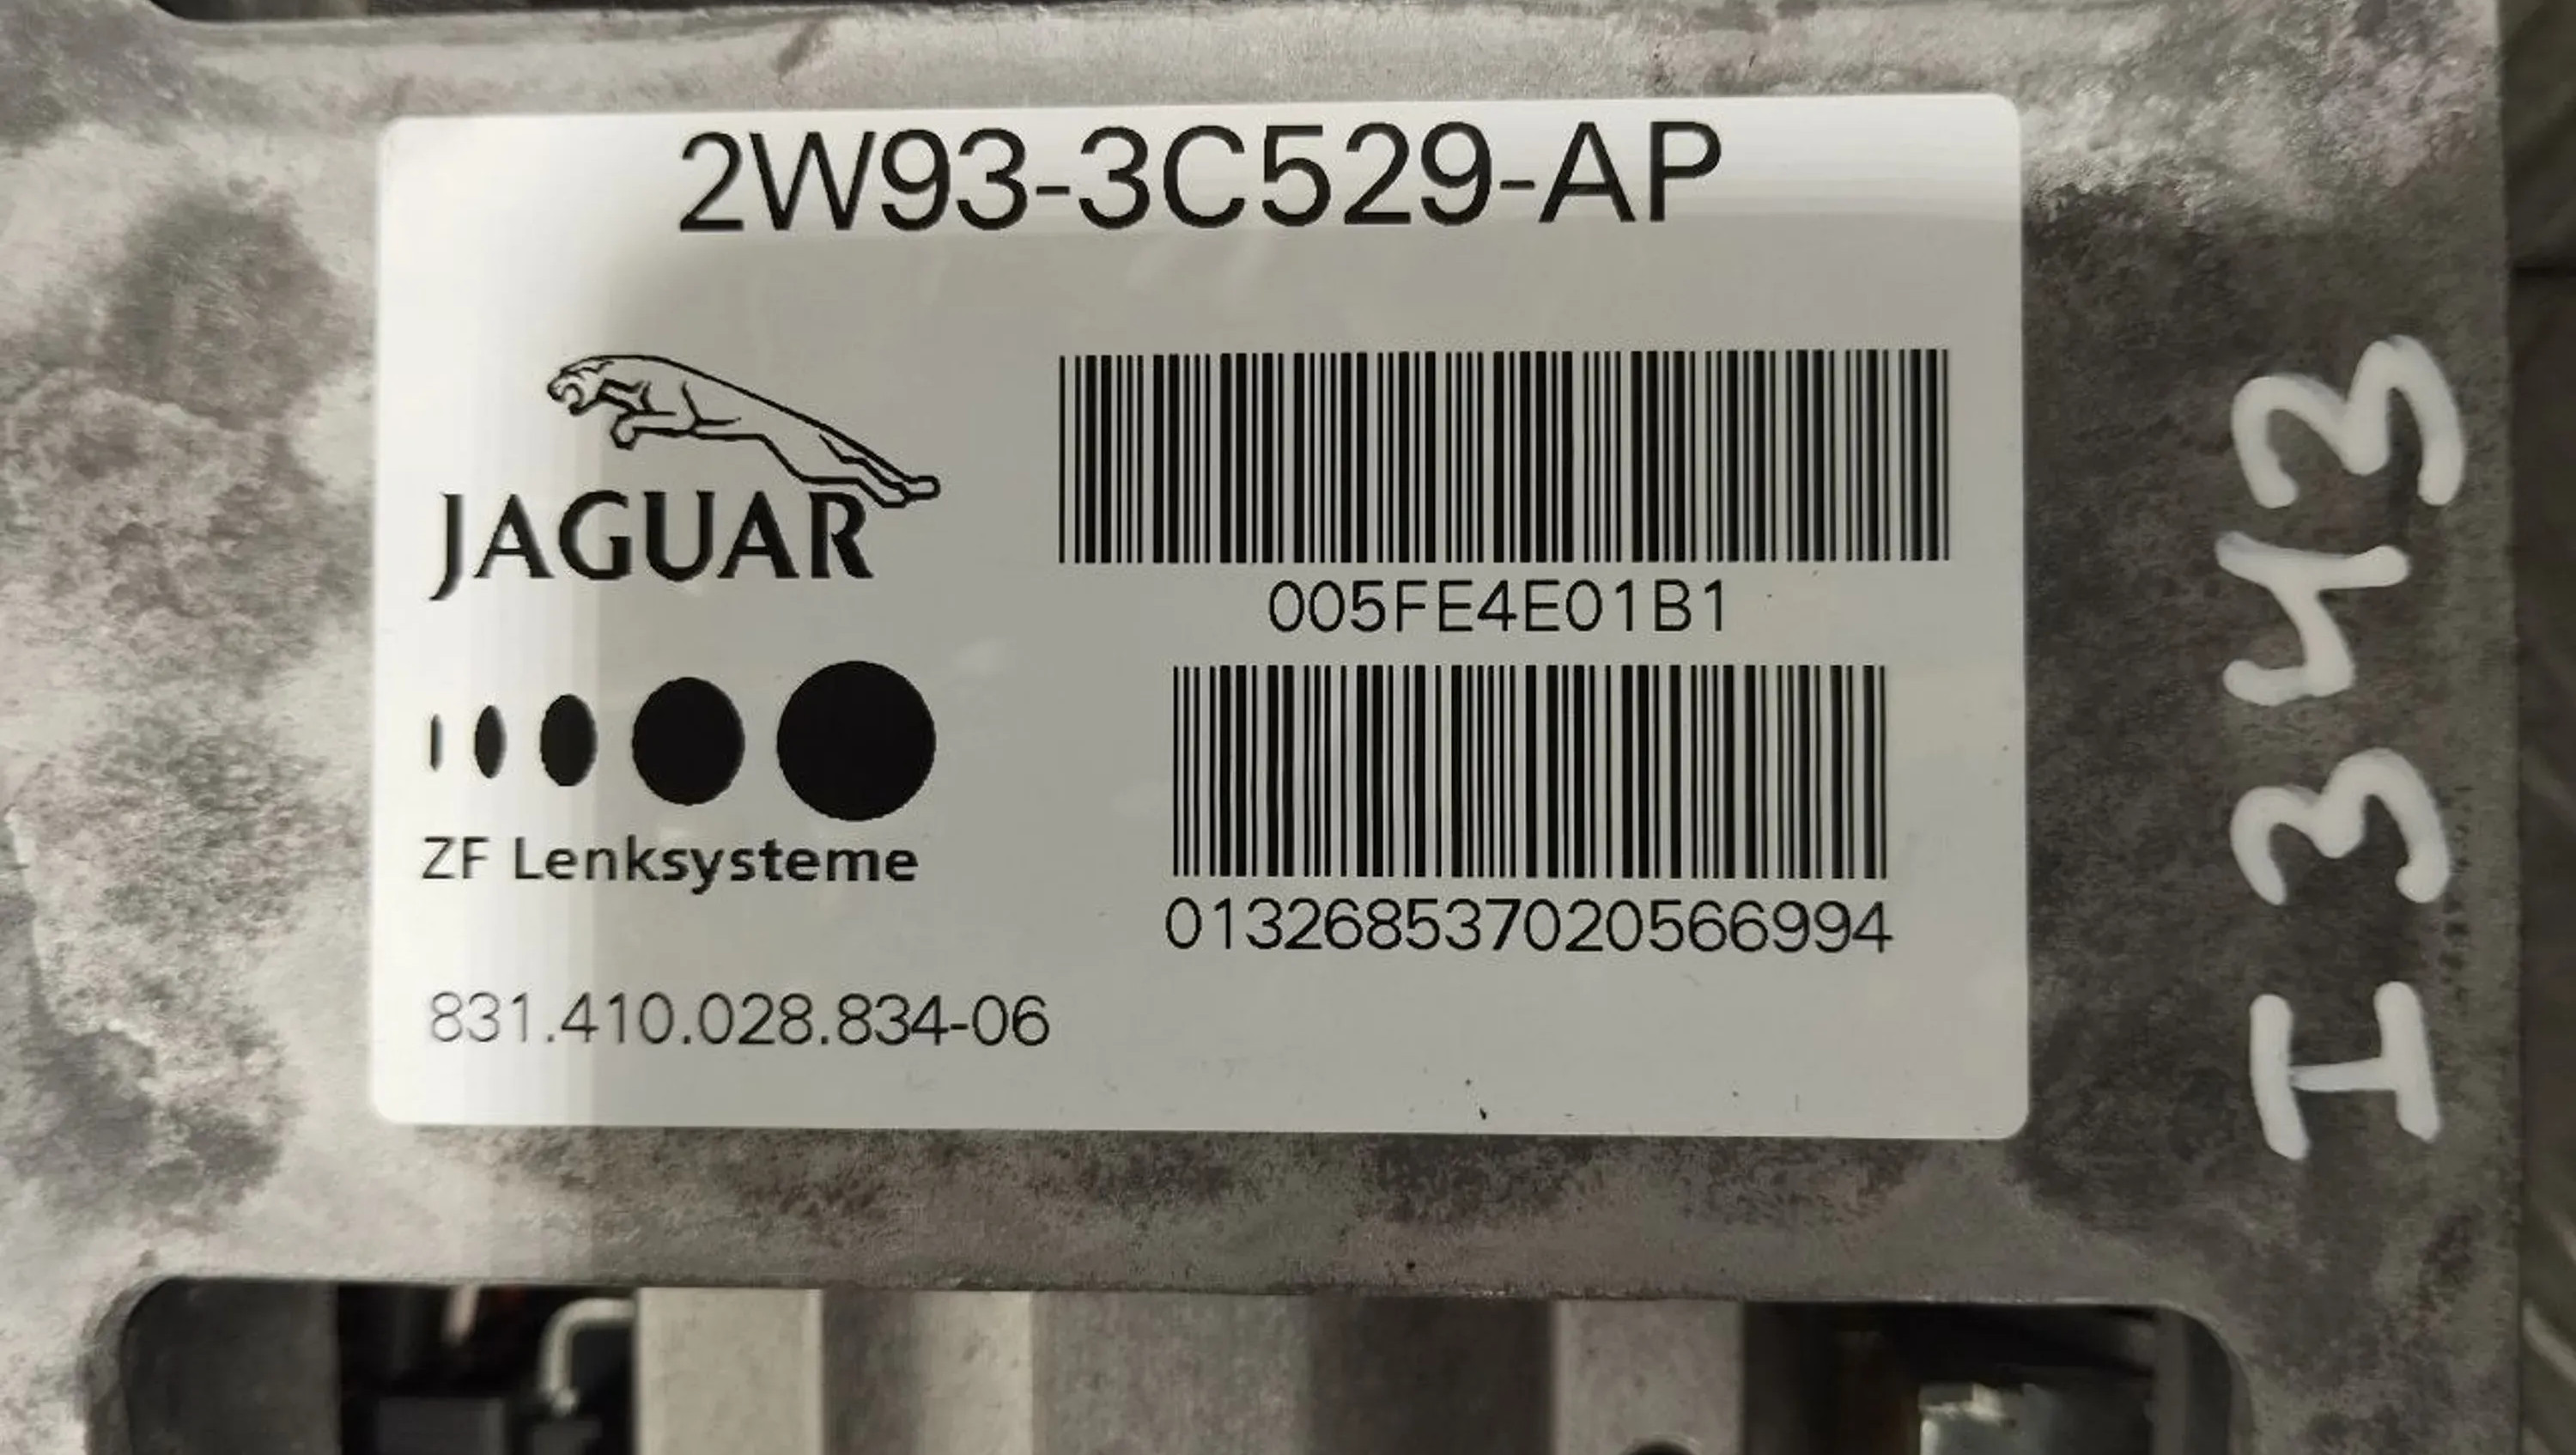 2W93-3C529-AP
JAGUAR
005FE4E01B1
ZF Lenksysteme
013268537020566994
831.410.028.834-06
I343